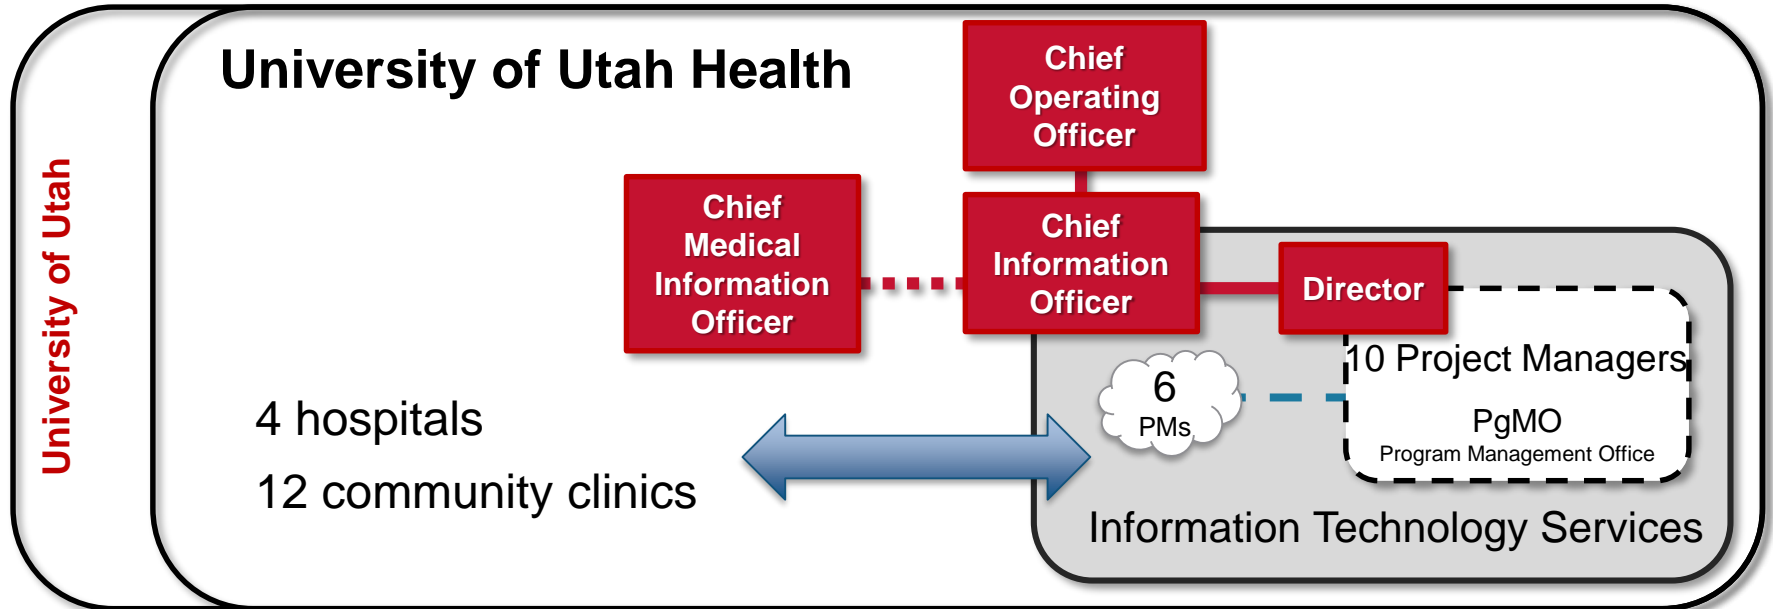 University of Utah
University of Utah Health
Chief
Operating
Officer
Chief
Medical
Information
Officer
Chief
Information
Officer
Director
10 Project Managers
PgMO
Program Management Office
6
PMs
4 hospitals
12 community clinics
Information Technology Services